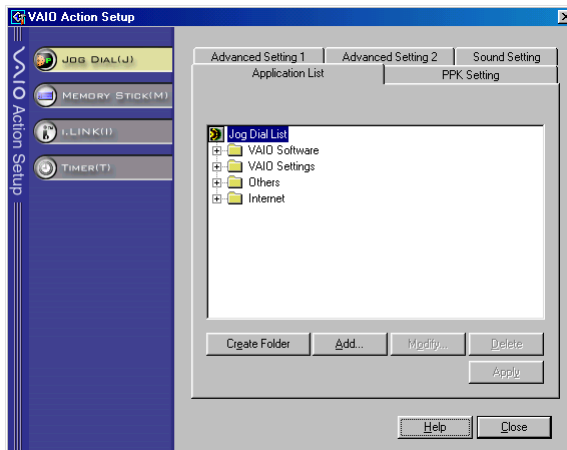 VAIO Action Setup
VAIO Action Setup
JOG DIAL(J)
MEMORY STICK(M)
i.LINK(I)
TIMER(T)
Advanced Setting 1
Advanced Setting 2
Sound Setting
Application List
PPK Setting
Jog Dial List
VAIO Software
VAIO Settings
Others
Internet
Create Folder
Add...
Modify...
Delete
Apply
Help
Close